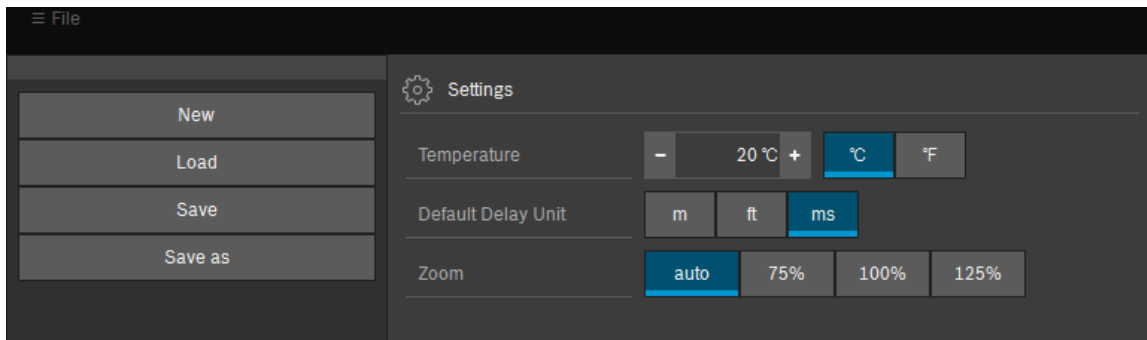 ≡ File
New
Load
Save
Save as
Settings
Temperature
− 20 °C + °C °F
Default Delay Unit
m ft ms
Zoom
auto 75% 100% 125%